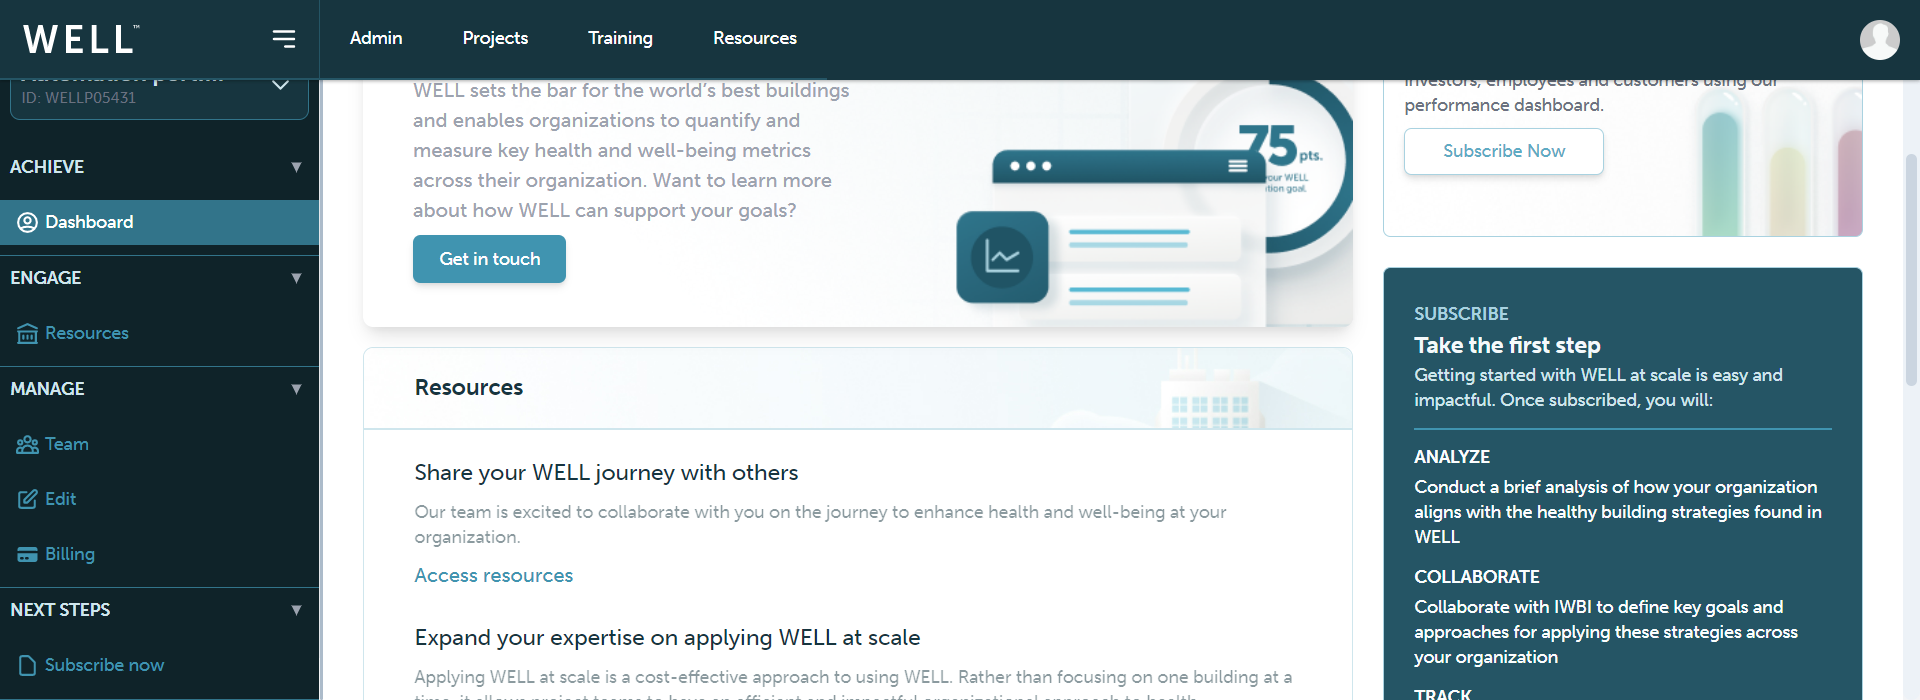 WELL™
Admin
Projects
Training
Resources
ID: WELLP05431
ACHIEVE
Dashboard
ENGAGE
Resources
MANAGE
Team
Edit
Billing
NEXT STEPS
Subscribe now
WELL sets the bar for the world's best buildings
and enables organizations to quantify and
measure key health and well-being metrics
across their organization. Want to learn more
about how WELL can support your goals?
Get in touch
75 pts.
your WELL
tion goal.
Resources
Share your WELL journey with others
Our team is excited to collaborate with you on the journey to enhance health and well-being at your
organization.
Access resources
Expand your expertise on applying WELL at scale
Applying WELL at scale is a cost-effective approach to using WELL. Rather than focusing on one building at a
investors, employees and customers using our
performance dashboard.
Subscribe Now
SUBSCRIBE
Take the first step
Getting started with WELL at scale is easy and
impactful. Once subscribed, you will:
ANALYZE
Conduct a brief analysis of how your organization
aligns with the healthy building strategies found in
WELL
COLLABORATE
Collaborate with IWBI to define key goals and
approaches for applying these strategies across
your organization
TRACK